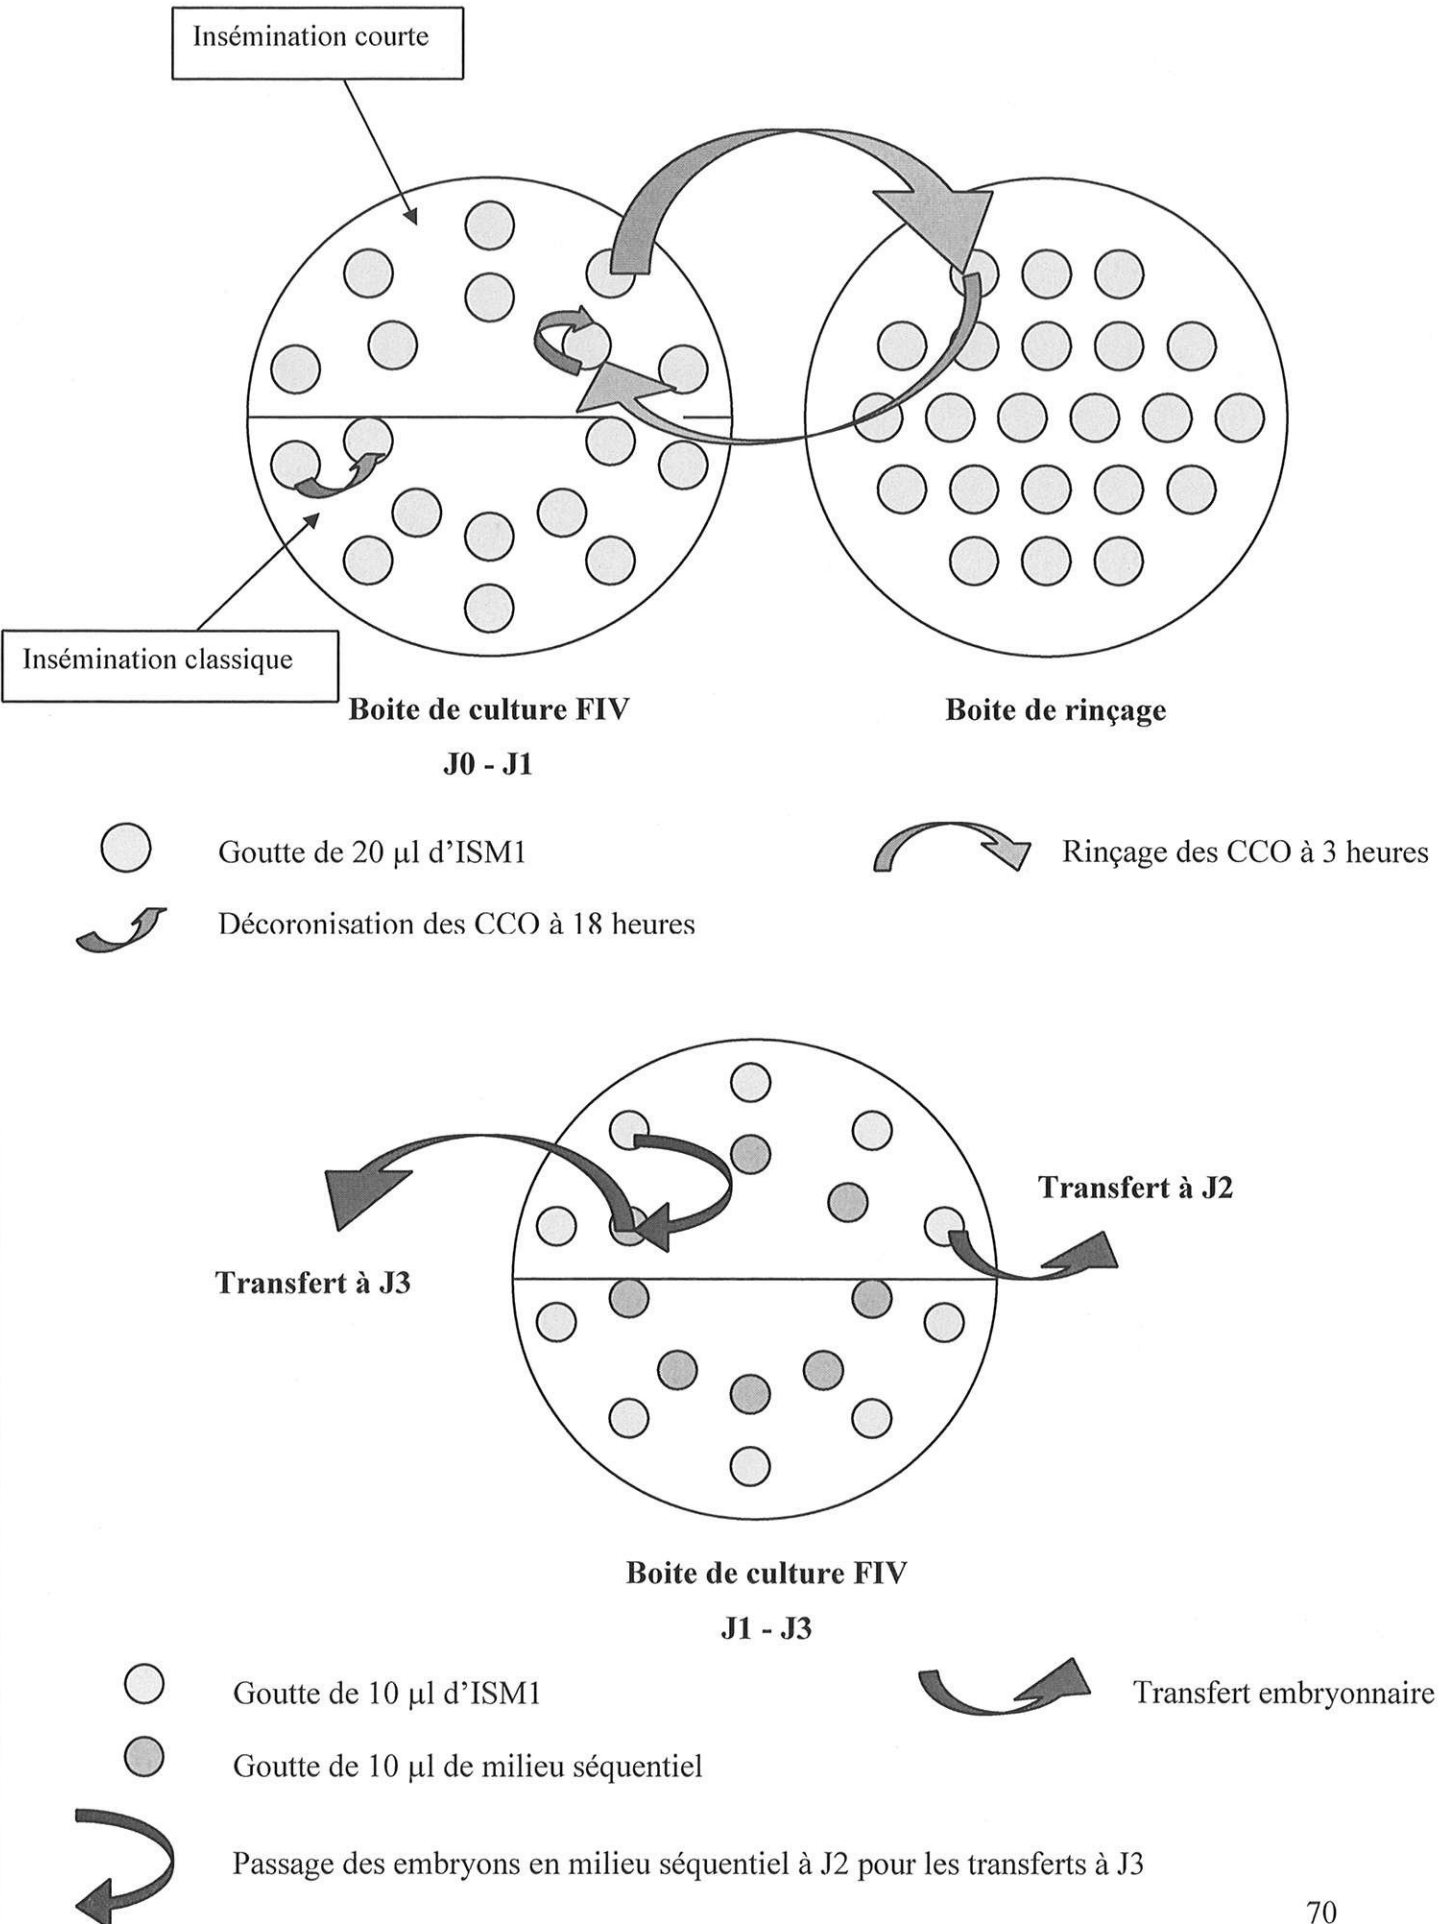 Insémination courte
Insémination classique
Boite de culture FIV
J0 - J1
Boite de rinçage
Goutte de 20 µl d'ISM1
Rinçage des CCO à 3 heures
Décoronisation des CCO à 18 heures
Transfert à J2
Transfert à J3
Boite de culture FIV
J1 - J3
Goutte de 10 µl d'ISM1
Transfert embryonnaire
Goutte de 10 µl de milieu séquentiel
Passage des embryons en milieu séquentiel à J2 pour les transferts à J3
70